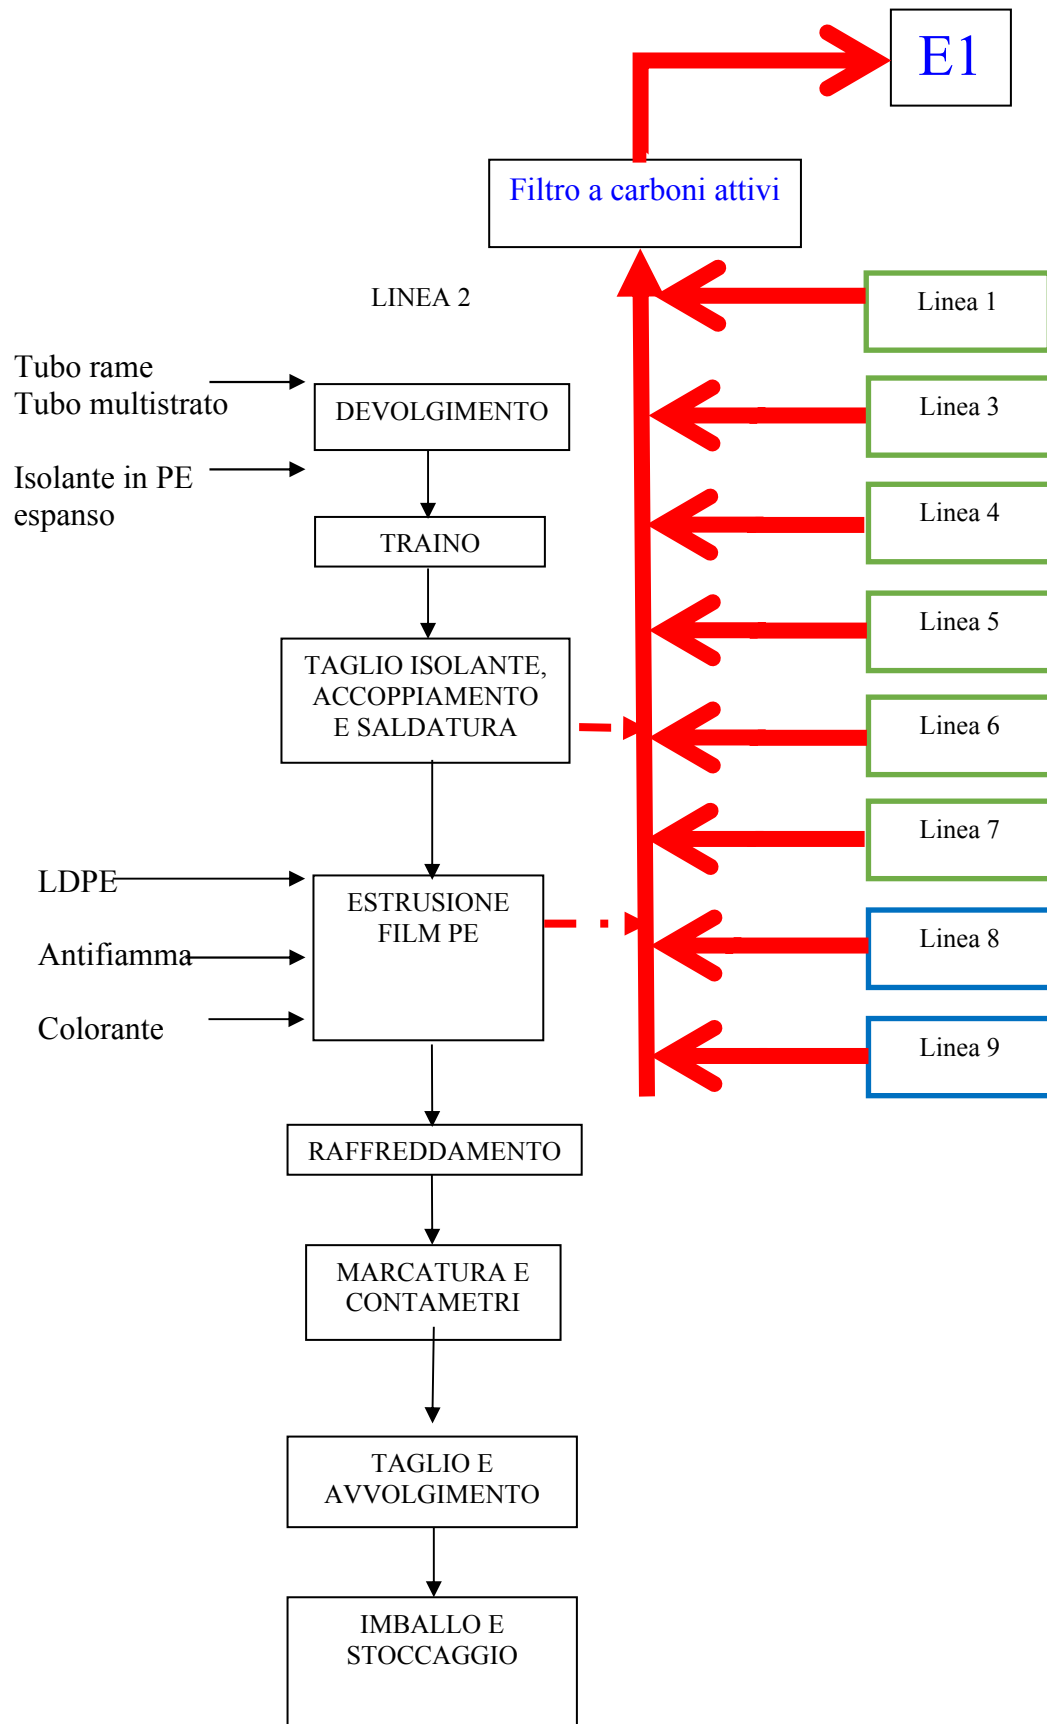 E1
Filtro a carboni attivi
LINEA 2
Linea 1
Tubo rame
Tubo multistrato
DEVOLGIMENTO
Linea 3
Isolante in PE
espanso
Linea 4
TRAINO
Linea 5
TAGLIO ISOLANTE,
ACCOPPIAMENTO
E SALDATURA
Linea 6
Linea 7
LDPE
Antifiamma
Colorante
ESTRUSIONE
FILM PE
Linea 8
Linea 9
RAFFREDDAMENTO
MARCATURA E
CONTAMETRI
TAGLIO E
AVVOLGIMENTO
IMBALLO E
STOCCAGGIO